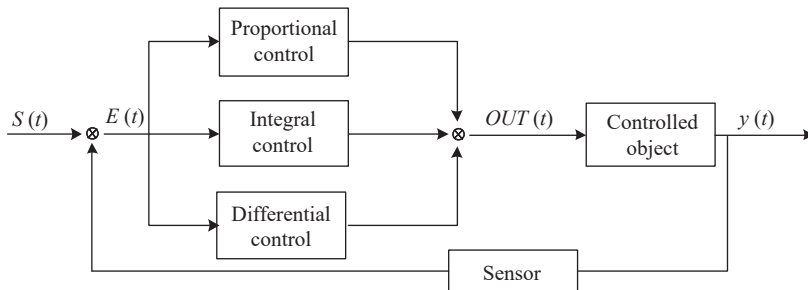 Proportional
control
S (t)
E (t)
Integral
control
OUT (t)
Controlled
object
y (t)
Differential
control
Sensor